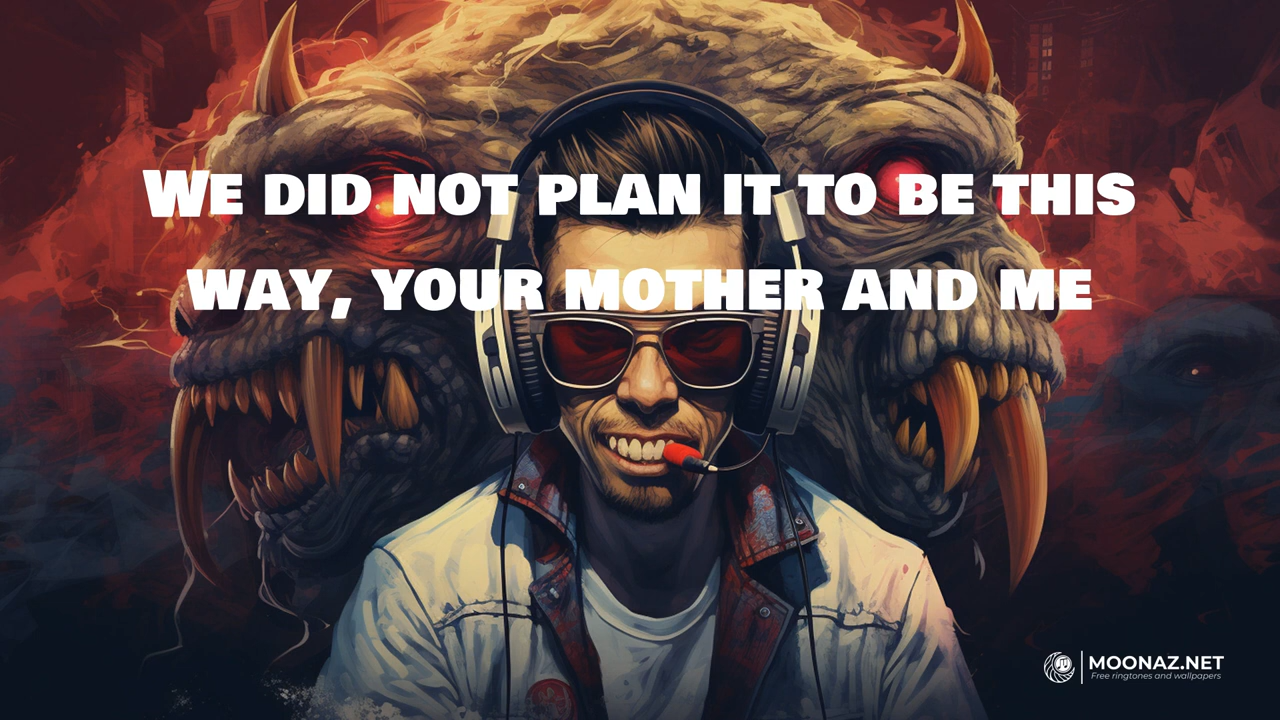 We did not plan it to be this
way, your mother and me
MOONAZ.NET
Free ringtones and wallpapers